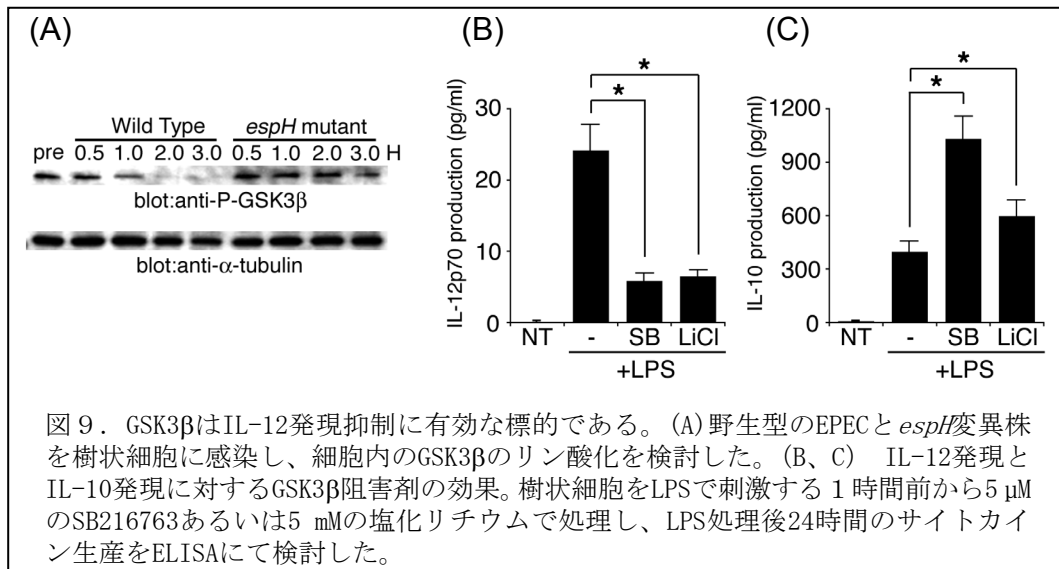 (A)
Wild Type espH mutant
pre 0.5 1.0 2.0 3.0 0.5 1.0 2.0 3.0 H
blot:anti-P-GSK3β
blot:anti-α-tubulin
(B)
IL-12p70 production (pg/ml)
30
20
10
0
NT - SB LiCl
+LPS
(C)
IL-10 production (pg/ml)
1200
900
600
300
0
NT - SB LiCl
+LPS
* *
* *
図９．GSK3βはIL-12発現抑制に有効な標的である。(A)野生型のEPECとespH変異株
を樹状細胞に感染し、細胞内のGSK3βのリン酸化を検討した。(B、C) IL-12発現と
IL-10発現に対するGSK3β阻害剤の効果。樹状細胞をLPSで刺激する１時間前から5 µM
のSB216763あるいは5 mMの塩化リチウムで処理し、LPS処理後24時間のサイトカイ
ン生産をELISAにて検討した。